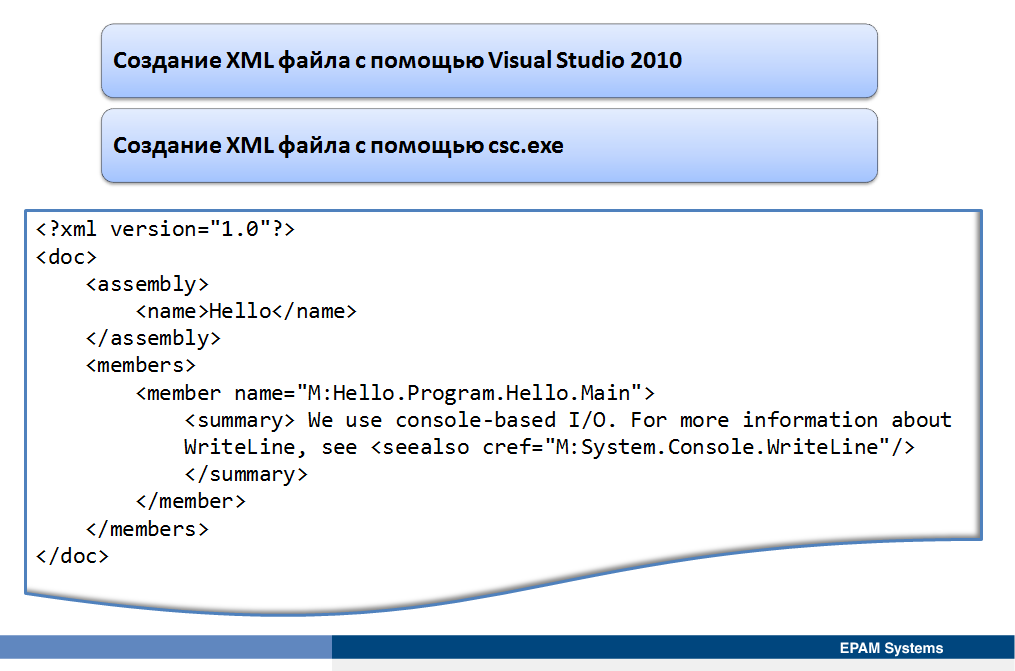 Создание XML файла с помощью Visual Studio 2010
Создание XML файла с помощью csc.exe
<?xml version="1.0"?>
<doc>
    <assembly>
        <name>Hello</name>
    </assembly>
    <members>
        <member name="M:Hello.Program.Hello.Main">
            <summary> We use console-based I/O. For more information about
            WriteLine, see <seealso cref="M:System.Console.WriteLine"/>
            </summary>
        </member>
    </members>
</doc>
EPAM Systems